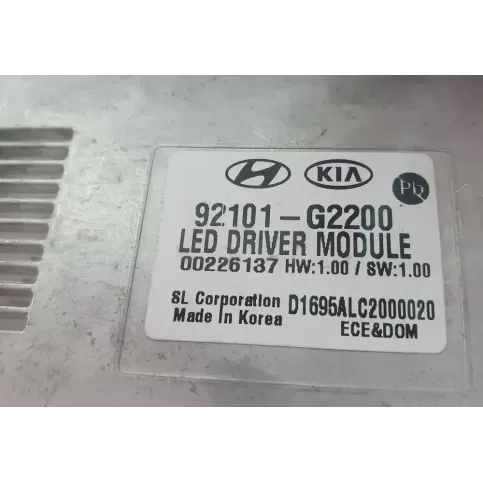 KIA
Pb
92101-G2200
LED DRIVER MODULE
00226137 HW:1.00 / SW:1.00
SL Corporation D1695ALC2000020
Made in Korea ECE&DOM